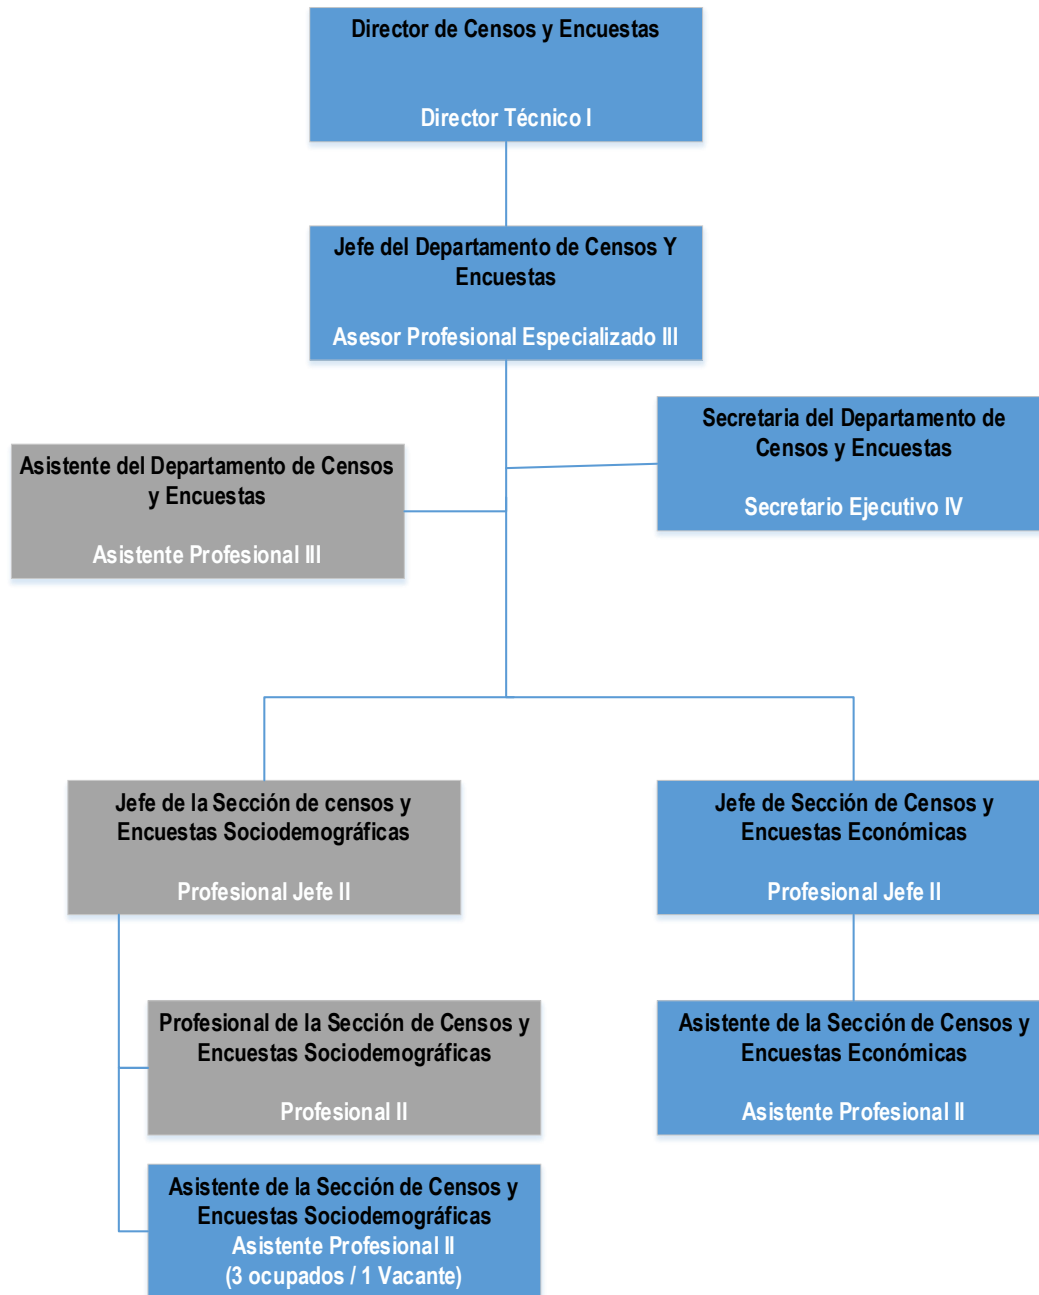 Director de Censos y Encuestas
Director Técnico I
Jefe del Departamento de Censos Y
Encuestas
Asesor Profesional Especializado III
Secretaria del Departamento de
Censos y Encuestas
Secretario Ejecutivo IV
Asistente del Departamento de Censos
y Encuestas
Asistente Profesional III
Jefe de la Sección de censos y
Encuestas Sociodemográficas
Profesional Jefe II
Jefe de Sección de Censos y
Encuestas Económicas
Profesional Jefe II
Profesional de la Sección de Censos y
Encuestas Sociodemográficas
Profesional II
Asistente de la Sección de Censos y
Encuestas Económicas
Asistente Profesional II
Asistente de la Sección de Censos y
Encuestas Sociodemográficas
Asistente Profesional II
(3 ocupados / 1 Vacante)